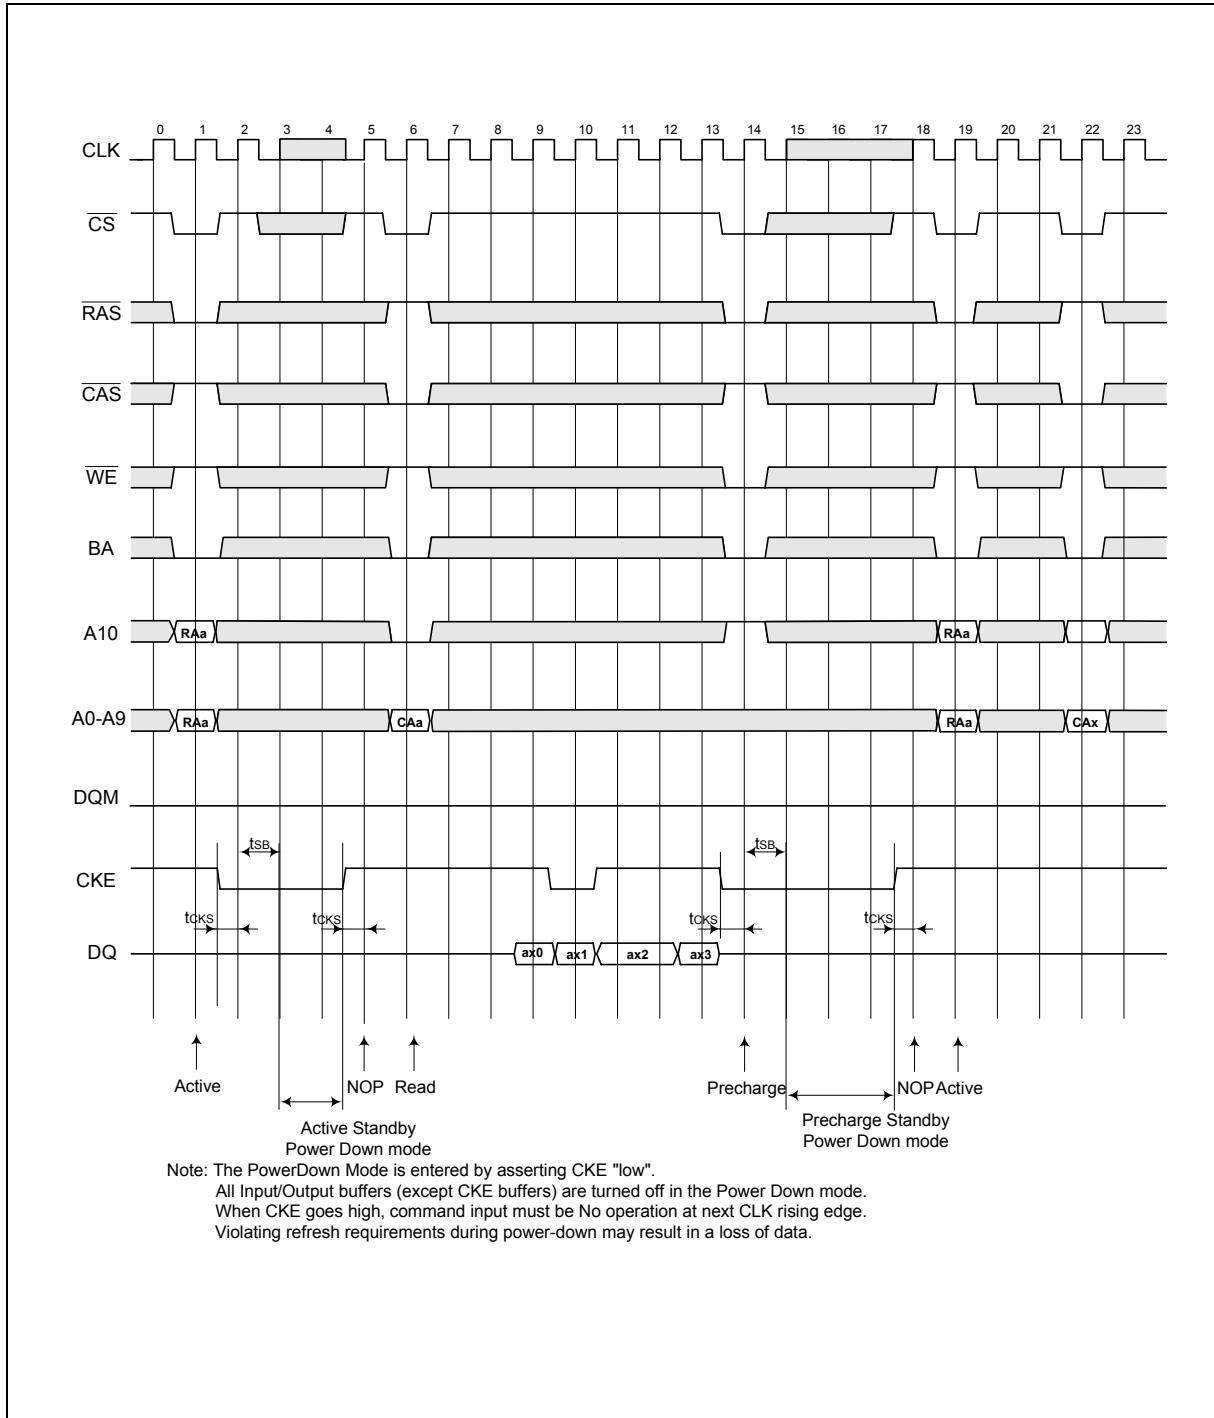 0 1 2 3 4 5 6 7 8 9 10 11 12 13 14 15 16 17 18 19 20 21 22 23
CLK
CS
RAS
CAS
WE
BA
A10 RAa RAa
A0-A9 RAa CAa RAa CAx
DQM
tSB tSB
CKE
tCKS tCKS tCKS tCKS
DQ ax0 ax1 ax2 ax3
Active NOP Read Precharge NOP Active
Active Standby
Power Down mode
Precharge Standby
Power Down mode
Note: The PowerDown Mode is entered by asserting CKE "low".
All Input/Output buffers (except CKE buffers) are turned off in the Power Down mode.
When CKE goes high, command input must be No operation at next CLK rising edge.
Violating refresh requirements during power-down may result in a loss of data.